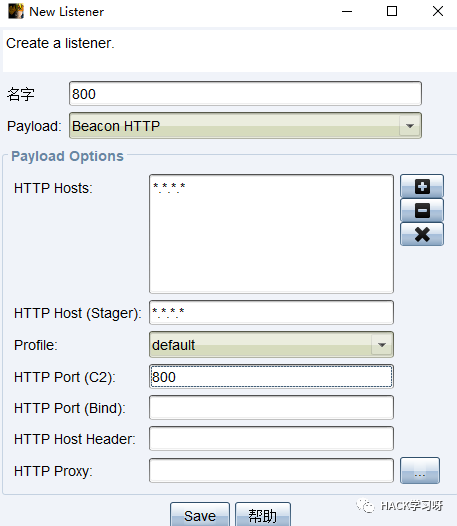 New Listener
Create a listener.
名字 800
Payload: Beacon HTTP
Payload Options
HTTP Hosts: *.*.*.*
HTTP Host (Stager): *.*.*.*
Profile: default
HTTP Port (C2): 800
HTTP Port (Bind):
HTTP Host Header:
HTTP Proxy: ...
HACK学习呀
Save 帮助